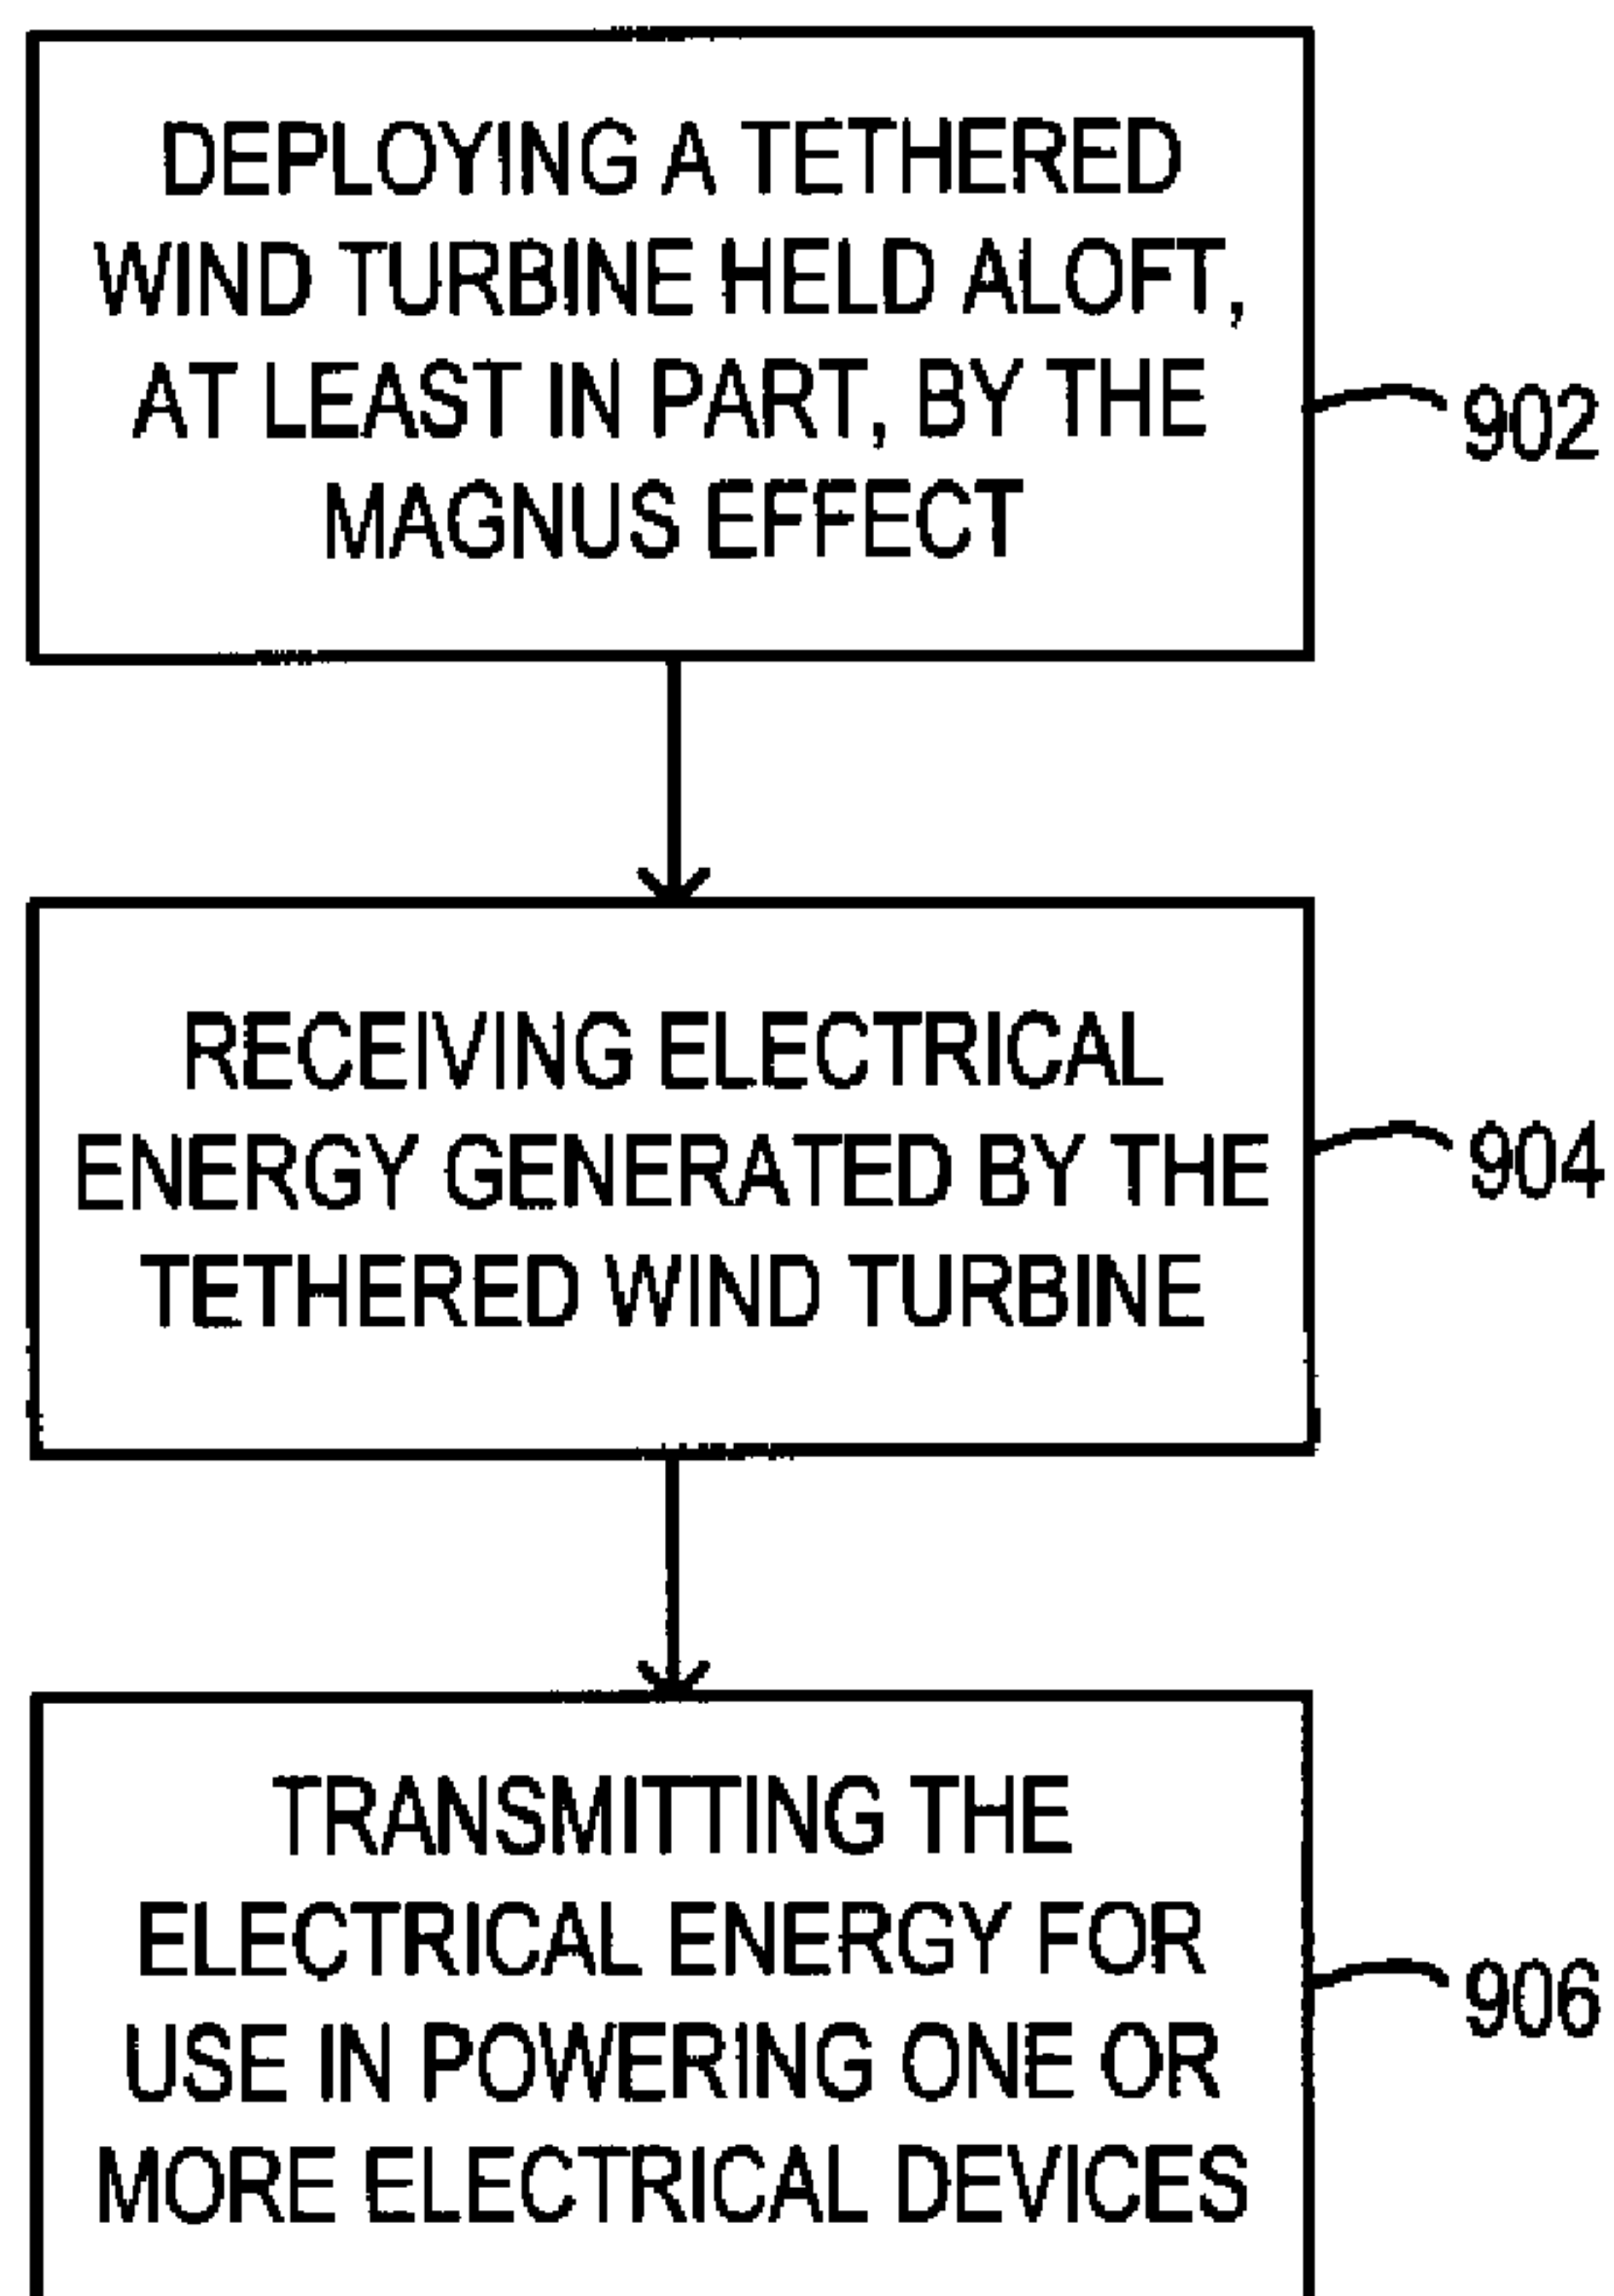 DEPLOYING A TETHERED
WIND TURBINE HELD ALOFT,
AT LEAST IN PART, BY THE
MAGNUS EFFECT
902
RECEIVING ELECTRICAL
ENERGY GENERATED BY THE
TETHERED WIND TURBINE
904
TRANSMITTING THE
ELECTRICAL ENERGY FOR
USE IN POWERING ONE OR
MORE ELECTRICAL DEVICES
906